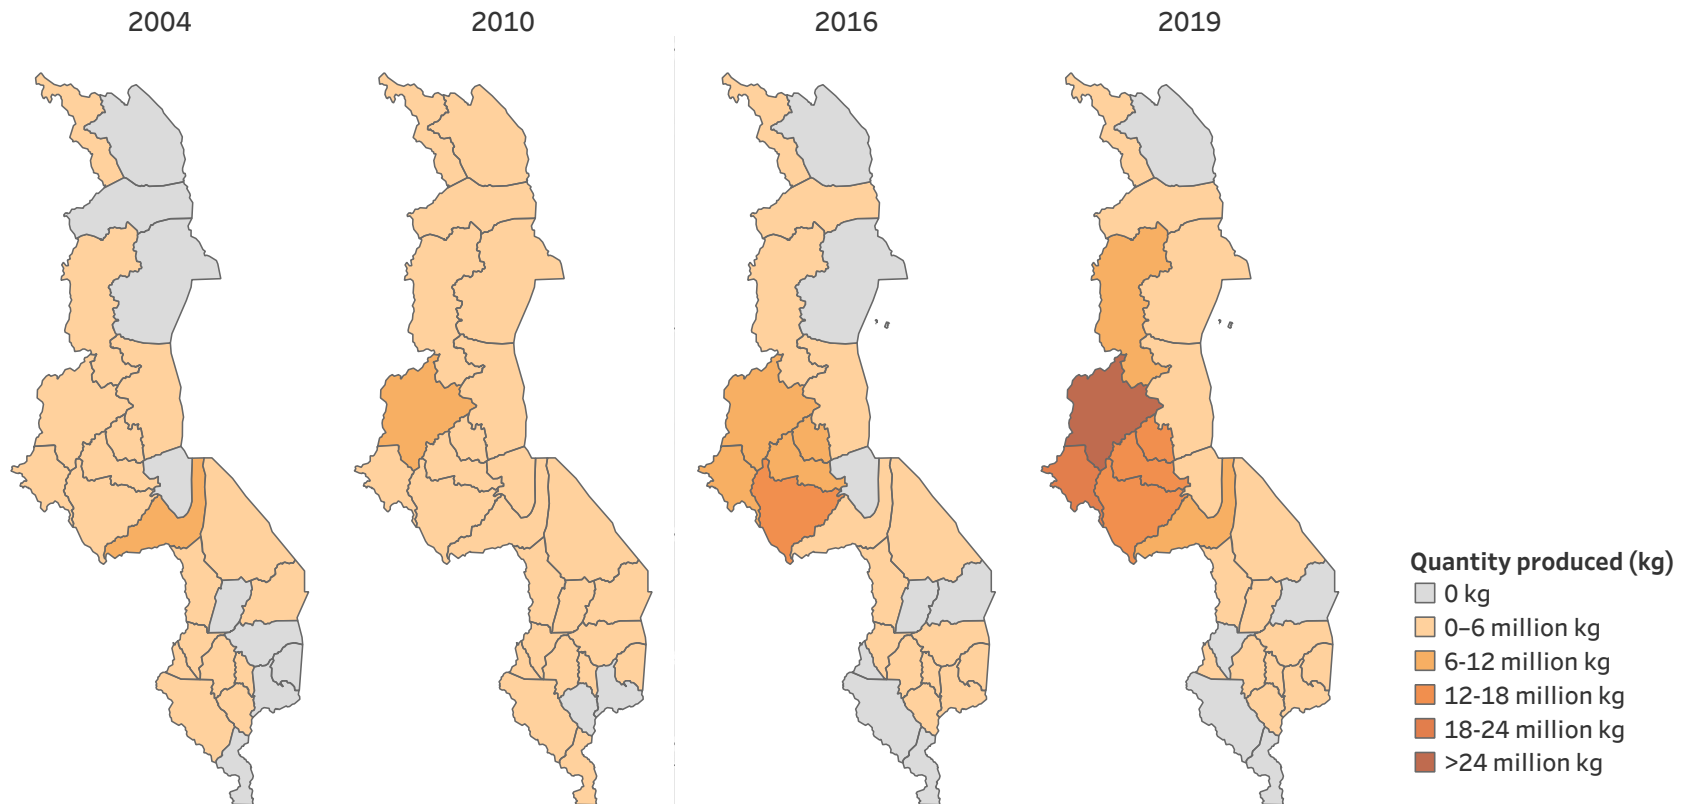 2004 2010 2016 2019
Quantity produced (kg)
0 kg
0–6 million kg
6-12 million kg
12-18 million kg
18-24 million kg
>24 million kg